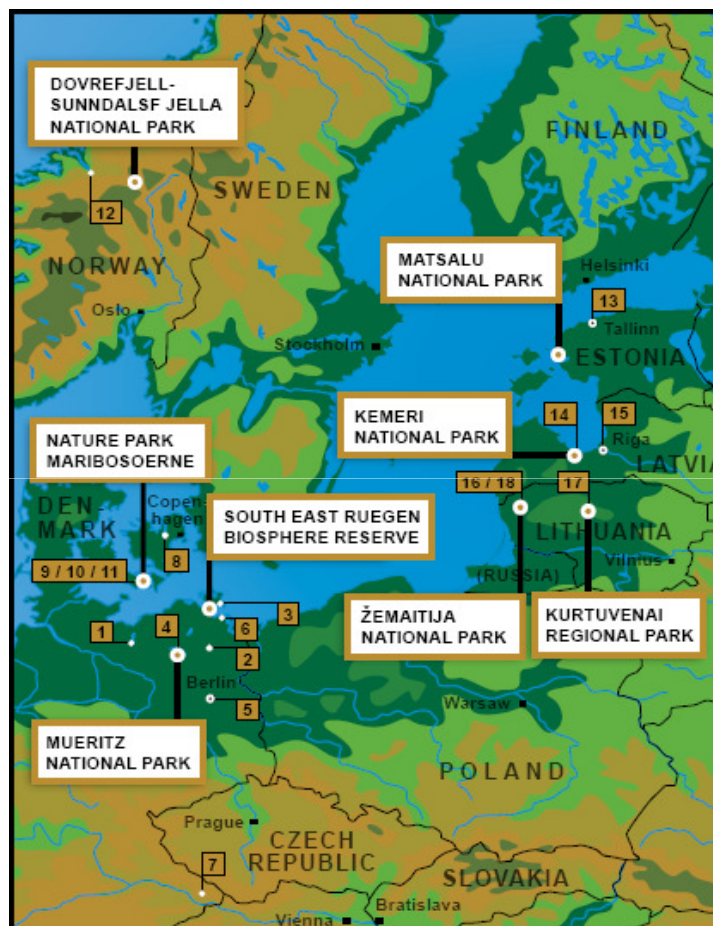 DOVREFJELL-
SUNNDALSF JELLA
NATIONAL PARK
FINLAND
SWEDEN
12
NORWAY
MATSALU
NATIONAL PARK
Helsinki
13
Oslo
Tallinn
Stockholm
ESTONIA
KEMERI
NATIONAL PARK
14
15
NATURE PARK
MARIBOSOERNE
Riga
LATVIA
16 / 18
17
DEN-
MARK
Copen-
hagen
SOUTH EAST RUEGEN
BIOSPHERE RESERVE
LITHUANIA
8
Vilnius
9 / 10 / 11
(RUSSIA)
3
ŽEMAITIJA
NATIONAL PARK
KURTUVENAI
REGIONAL PARK
1
4
6
2
Berlin
5
Warsaw
MUERITZ
NATIONAL PARK
POLAND
Prague
CZECH
REPUBLIC
7
SLOVAKIA
Bratislava
Vienna